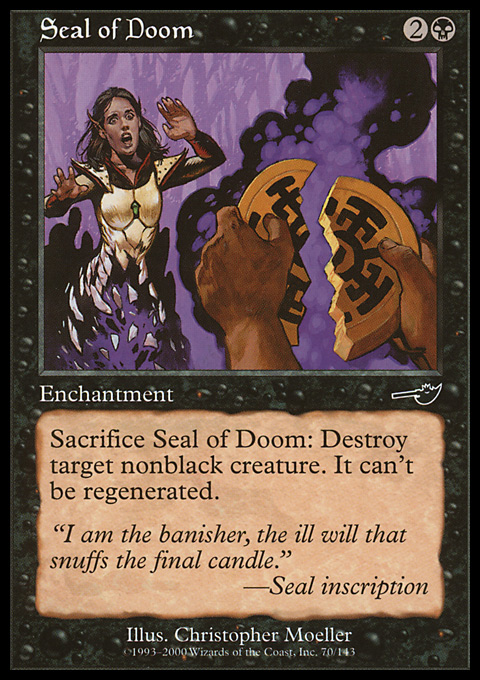 Seal of Doom 2
Enchantment
Sacrifice Seal of Doom: Destroy
target nonblack creature. It can't
be regenerated.
“I am the banisher, the ill will that
snuffs the final candle.”
—Seal inscription
Illus. Christopher Moeller
©1993–2000 Wizards of the Coast, Inc. 70/143